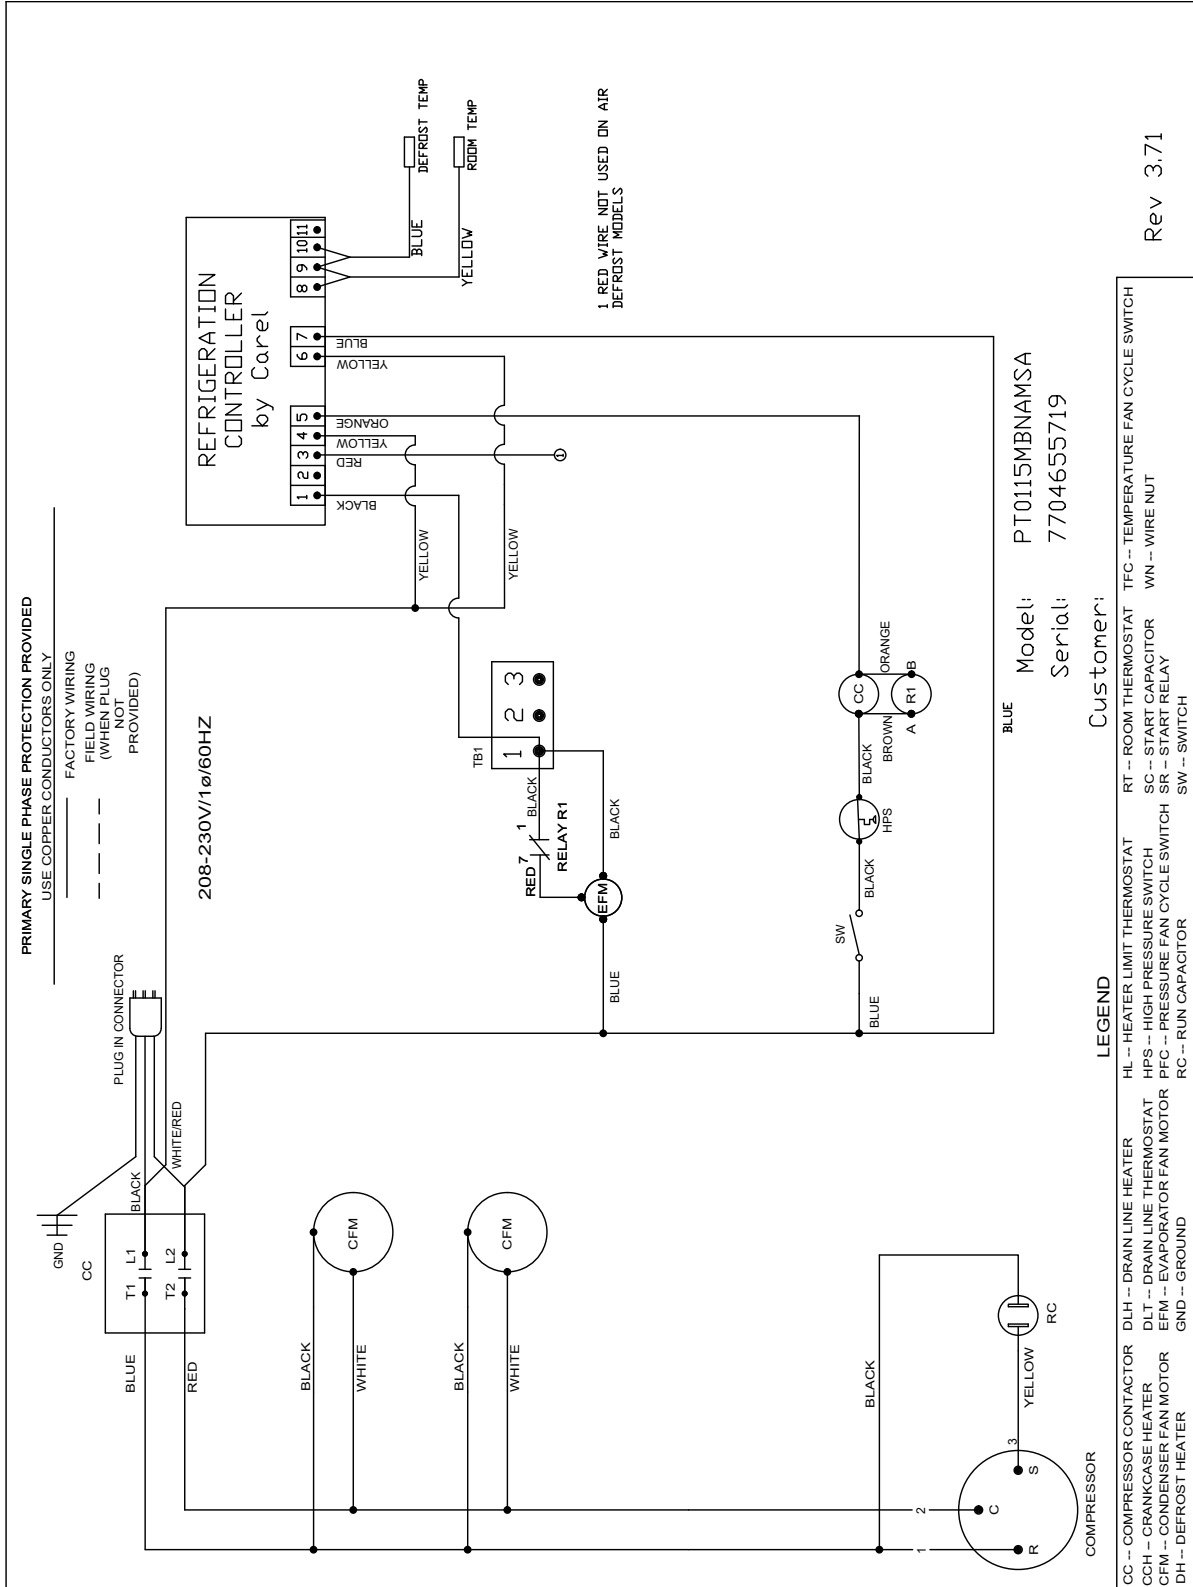 PRIMARY SINGLE PHASE PROTECTION PROVIDED
USE COPPER CONDUCTORS ONLY
FACTORY WIRING
FIELD WIRING
(WHEN PLUG
NOT
PROVIDED)
208-230V/1ø/60HZ
PLUG IN CONNECTOR
GND
BLACK
WHITE/RED
CC
T1 L1
T2 L2
BLUE
RED
BLACK
CFM
WHITE
BLACK
CFM
WHITE
BLACK
RC
YELLOW
1
2
3
R
C
S
COMPRESSOR
REFRIGERATION
CONTROLLER
by Carel
1 2 3 4 5 6 7 8 9 10 11
BLACK
RED
YELLOW
ORANGE
YELLOW
BLUE
BLUE
DEFROST TEMP
YELLOW
ROOM TEMP
1
YELLOW
YELLOW
1 RED WIRE NOT USED ON AIR
DEFROST MODELS
TB1
1 2 3
BLACK
RED 7 1
RELAY R1
BLACK
EFM
BLUE
SW
BLUE
BLACK
HPS
BLACK
CC
BROWN
ORANGE
A R1 B
BLUE
Model: PT0115MBNAMSA
Serial: 7704655719
Customer:
Rev 3.71
LEGEND
CC -- COMPRESSOR CONTACTOR DLH -- DRAIN LINE HEATER HL -- HEATER LIMIT THERMOSTAT RT -- ROOM THERMOSTAT TFC -- TEMPERATURE FAN CYCLE SWITCH
CCH -- CRANKCASE HEATER DLT -- DRAIN LINE THERMOSTAT HPS -- HIGH PRESSURE SWITCH SC -- START CAPACITOR WN -- WIRE NUT
CFM -- CONDENSER FAN MOTOR EFM -- EVAPORATOR FAN MOTOR PFC -- PRESSURE FAN CYCLE SWITCH SR -- START RELAY
DH -- DEFROST HEATER GND -- GROUND RC -- RUN CAPACITOR SW -- SWITCH